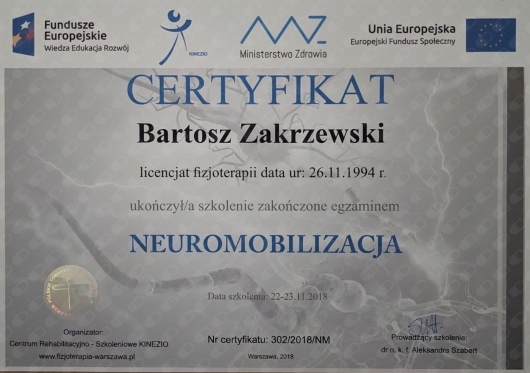 Fundusze
Europejskie
Wiedza Edukacja Rozwój
KINEZIO
Ministerstwo Zdrowia
Unia Europejska
Europejski Fundusz Społeczny
CERTYFIKAT
Bartosz Zakrzewski
licencjat fizjoterapii data ur: 26.11.1994 r.
ukończył/a szkolenie zakończone egzaminem
NEUROMOBILIZACJA
Data szkolenia: 22-23.11.2018
Organizator:
Centrum Rehabilitacyjno - Szkoleniowe KINEZIO
www.fizjoterapia-warszawa.pl
Nr certyfikatu: 302/2018/NM
Warszawa, 2018
Prowadzący szkolenie:
dr n. k. f. Aleksandra Szabert